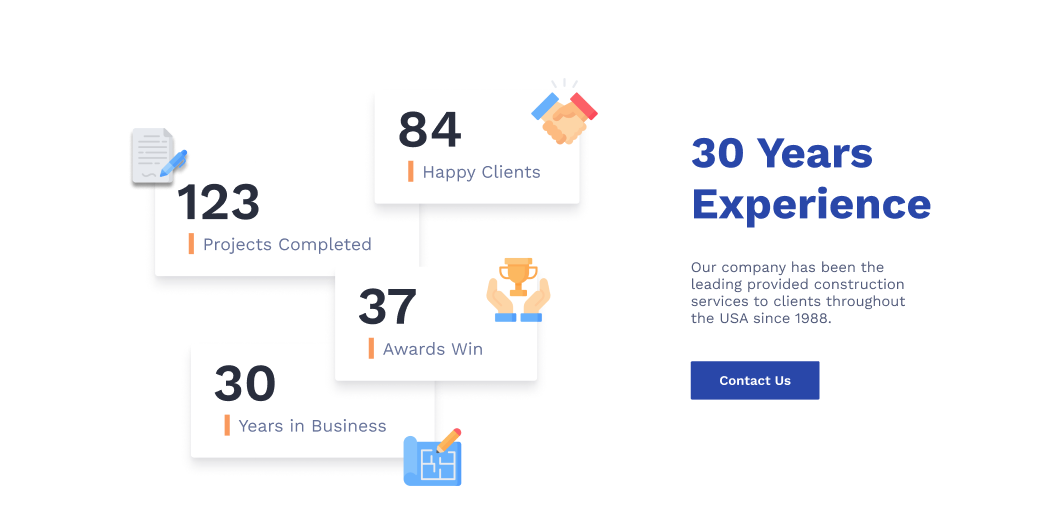 84
Happy Clients
123
Projects Completed
37
Awards Win
30
Years in Business
30 Years
Experience
Our company has been the
leading provided construction
services to clients throughout
the USA since 1988.
Contact Us